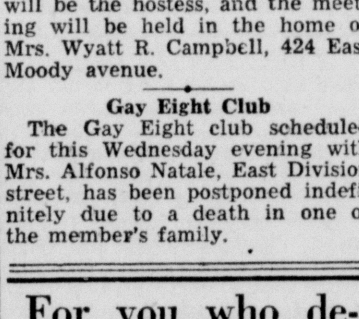 will be the hostess, and the meet
ing will be held in the home o
Mrs. Wyatt R. Campbell, 424 Eas
Moody avenue.
Gay Eight Club
The Gay Eight club schedule
for this Wednesday evening wit
Mrs. Alfonso Natale, East Divisio
street, has been postponed indef
nitely due to a death in one o
the member's family.
For you who de-